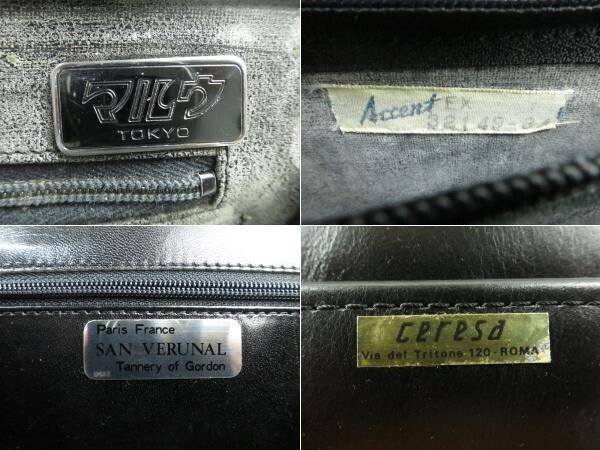 マルウ
TOKYO
Accent EX
Paris France
SAN VERUNAL
Tannery of Gordon
ceresa
Via del Tritone 120-ROMA